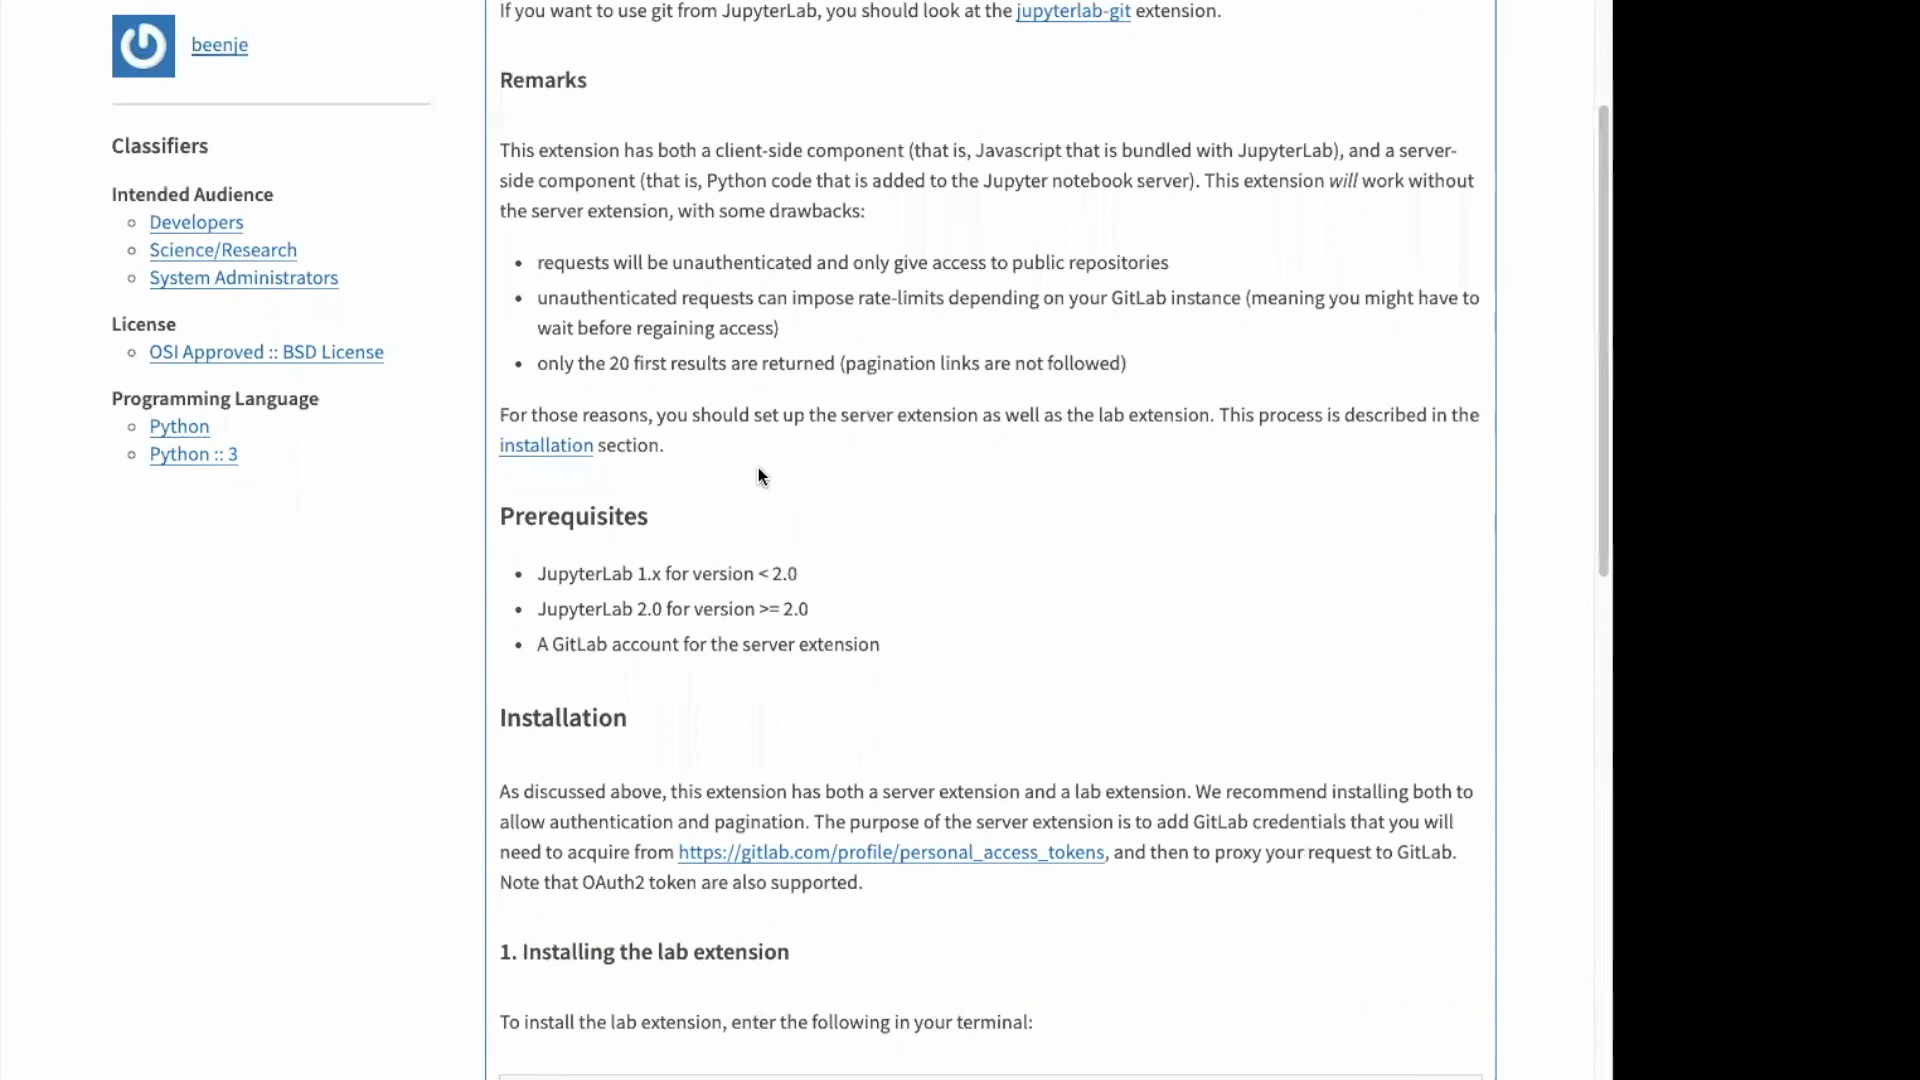 beenje
Classifiers
Intended Audience
Developers
Science/Research
System Administrators
License
OSI Approved :: BSD License
Programming Language
Python
Python :: 3
If you want to use git from JupyterLab, you should look at the jupyterlab-git extension.
Remarks
This extension has both a client-side component (that is, Javascript that is bundled with JupyterLab), and a server-
side component (that is, Python code that is added to the Jupyter notebook server). This extension will work without
the server extension, with some drawbacks:
• requests will be unauthenticated and only give access to public repositories
• unauthenticated requests can impose rate-limits depending on your GitLab instance (meaning you might have to
wait before regaining access)
• only the 20 first results are returned (pagination links are not followed)
For those reasons, you should set up the server extension as well as the lab extension. This process is described in the
installation section.
Prerequisites
• JupyterLab 1.x for version < 2.0
• JupyterLab 2.0 for version >= 2.0
• A GitLab account for the server extension
Installation
As discussed above, this extension has both a server extension and a lab extension. We recommend installing both to
allow authentication and pagination. The purpose of the server extension is to add GitLab credentials that you will
need to acquire from https://gitlab.com/profile/personal_access_tokens, and then to proxy your request to GitLab.
Note that OAuth2 token are also supported.
1. Installing the lab extension
To install the lab extension, enter the following in your terminal: